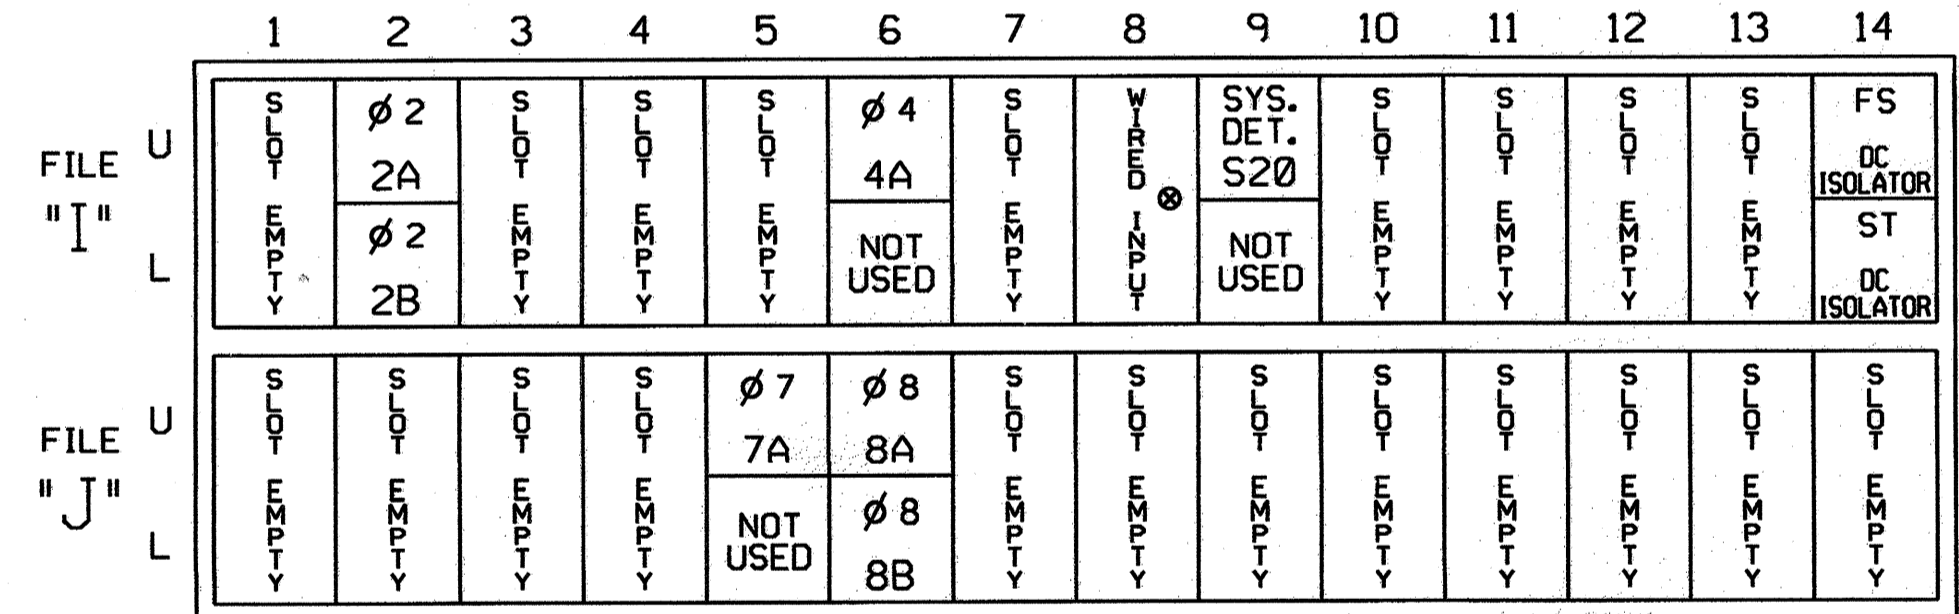 1 2 3 4 5 6 7 8 9 10 11 12 13 14
FILE "I"
U
L
SLOT EMPTY
Ø 2
2A
Ø 2
2B
SLOT EMPTY
SLOT EMPTY
SLOT EMPTY
Ø 4
4A
NOT
USED
SLOT EMPTY
WIRED INPUT
⊗
SYS.
DET.
S20
NOT
USED
SLOT EMPTY
SLOT EMPTY
SLOT EMPTY
SLOT EMPTY
FS
DC
ISOLATOR
ST
DC
ISOLATOR
FILE "J"
U
L
SLOT EMPTY
SLOT EMPTY
SLOT EMPTY
SLOT EMPTY
Ø 7
7A
NOT
USED
Ø 8
8A
Ø 8
8B
SLOT EMPTY
SLOT EMPTY
SLOT EMPTY
SLOT EMPTY
SLOT EMPTY
SLOT EMPTY
SLOT EMPTY
SLOT EMPTY